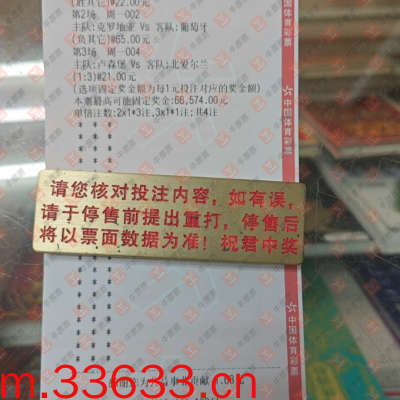 (胜其它)@22.00元
第2场 周一002
主队:克罗地亚 Vs 客队:葡萄牙
(负其它)@65.00元
第3场 周一004
主队:卢森堡 Vs 客队:北爱尔兰
(1:3)@21.00元
(选项固定奖金额为每1元投注对应的奖金额)
本票最高可能固定奖金:66,574.00元
单倍注数:2x1*3注,3x1*1注;共4注
请您核对投注内容,如有误,
请于停售前提出重打,停售后
将以票面数据为准!祝君中奖
中国体育彩票
中国体育彩票
中国体育彩票
m.33633.cn